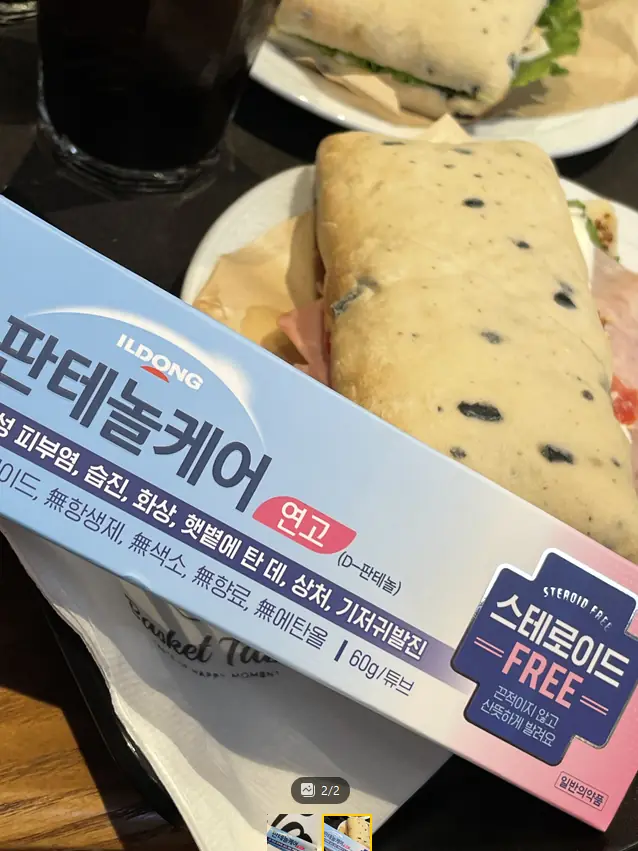 ILDONG
판테놀케어
연고
(D-판테놀)
성 피부염, 습진, 화상, 햇볕에 탄 데, 상처, 기저귀발진
이드, 無항생제, 無색소, 無향료, 無에탄올 | 60g/튜브
STEROID FREE
스테로이드
FREE
끈적이지 않고
산뜻하게 발려요
일반의약품
Basket
HAPPY MOMENT
2/2